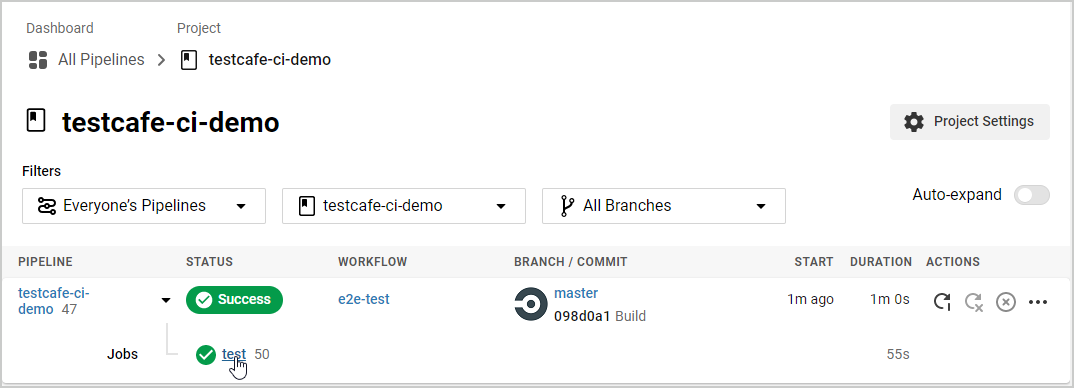 Dashboard Project
All Pipelines testcafe-ci-demo
testcafe-ci-demo
Project Settings
Filters
Everyone’s Pipelines testcafe-ci-demo All Branches
Auto-expand
PIPELINE STATUS WORKFLOW BRANCH / COMMIT START DURATION ACTIONS
testcafe-ci-
demo 47
Success
e2e-test
master
098d0a1 Build
1m ago
1m 0s
Jobs test 50 55s